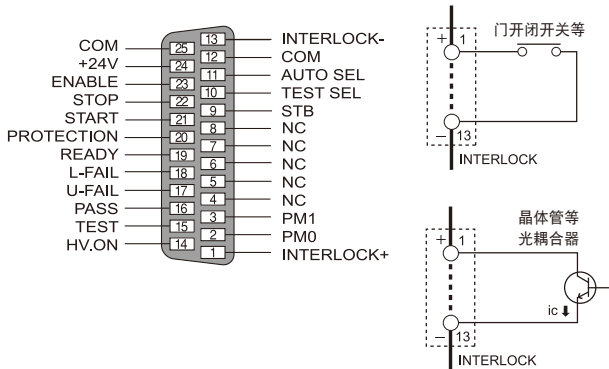 COM 25
+24V 24
ENABLE 23
STOP 22
START 21
PROTECTION 20
READY 19
L-FAIL 18
U-FAIL 17
PASS 16
TEST 15
HV.ON 14
13 INTERLOCK-
12 COM
11 AUTO SEL
10 TEST SEL
9 STB
8 NC
7 NC
6 NC
5 NC
4 NC
3 PM1
2 PM0
1 INTERLOCK+
门开闭开关等
+ 1
− 13
INTERLOCK
晶体管等
光耦合器
+ 1
ic
− 13
INTERLOCK